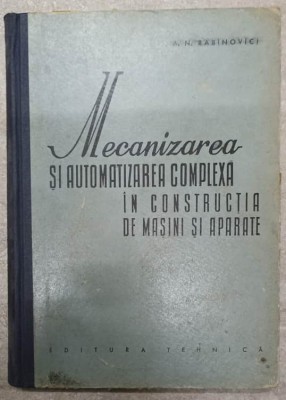 A. N. RABINOVICI
Mecanizarea
ȘI AUTOMATIZAREA COMPLEXĂ
ÎN CONSTRUCȚIA
DE MAȘINI ȘI APARATE
EDITURA TEHNICĂ